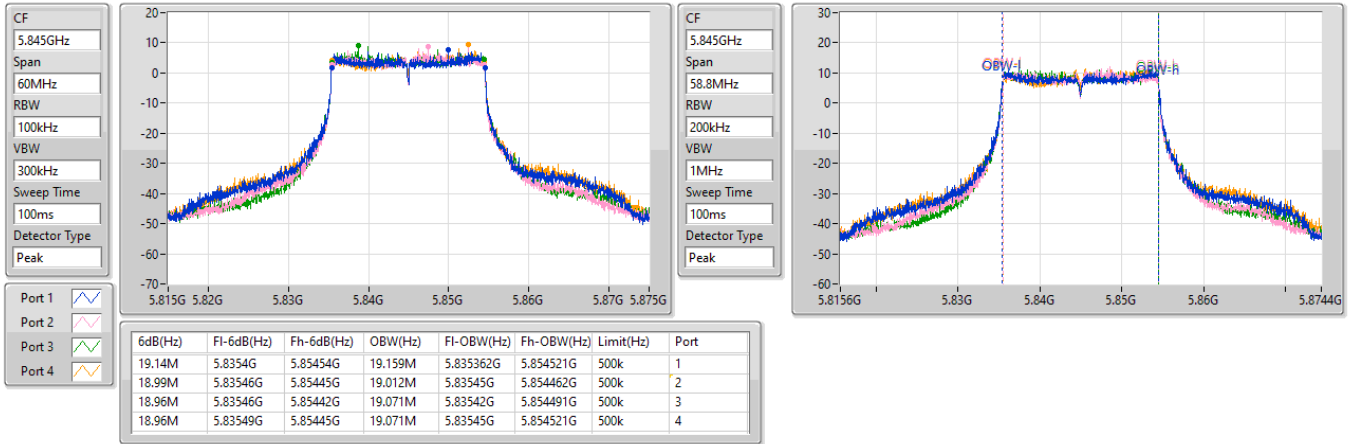 CF
5.845GHz
Span
60MHz
RBW
100kHz
VBW
300kHz
Sweep Time
100ms
Detector Type
Peak
20
10
0
-10
-20
-30
-40
-50
-60
-70
5.815G 5.82G 5.83G 5.84G 5.85G 5.86G 5.87G 5.875G
CF
5.845GHz
Span
58.8MHz
RBW
200kHz
VBW
1MHz
Sweep Time
100ms
Detector Type
Peak
30
20
10
0
-10
-20
-30
-40
-50
-60
OBW-l OBW-h
5.8156G 5.83G 5.84G 5.85G 5.86G 5.8744G
Port 1
Port 2
Port 3
Port 4
6dB(Hz) Fl-6dB(Hz) Fh-6dB(Hz) OBW(Hz) Fl-OBW(Hz) Fh-OBW(Hz) Limit(Hz) Port
19.14M 5.8354G 5.85454G 19.159M 5.835362G 5.854521G 500k 1
18.99M 5.83546G 5.85445G 19.012M 5.83545G 5.854462G 500k 2
18.96M 5.83546G 5.85442G 19.071M 5.83542G 5.854491G 500k 3
18.96M 5.83549G 5.85445G 19.071M 5.83545G 5.854521G 500k 4